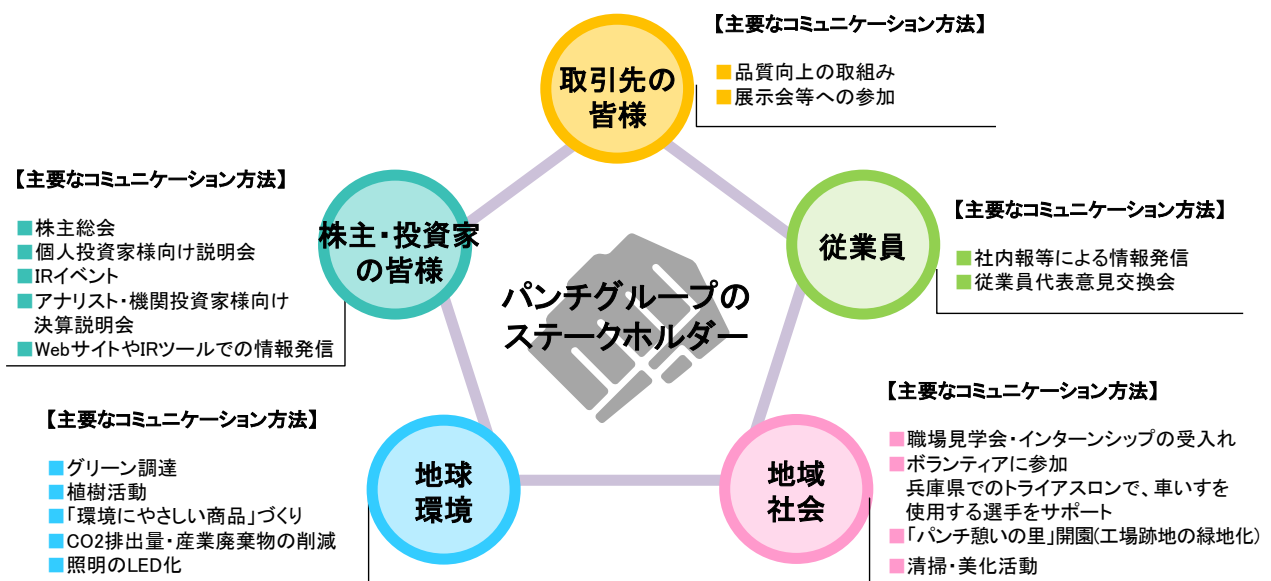 【主要なコミュニケーション方法】
取引先の
皆様
■品質向上の取組み
■展示会等への参加
【主要なコミュニケーション方法】
株主・投資家
の皆様
■株主総会
■個人投資家様向け説明会
■IRイベント
■アナリスト・機関投資家様向け
決算説明会
■WebサイトやIRツールでの情報発信
【主要なコミュニケーション方法】
従業員
■社内報等による情報発信
■従業員代表意見交換会
パンチグループの
ステークホルダー
【主要なコミュニケーション方法】
地球
環境
■グリーン調達
■植樹活動
■「環境にやさしい商品」づくり
■CO2排出量・産業廃棄物の削減
■照明のLED化
【主要なコミュニケーション方法】
地域
社会
■職場見学会・インターンシップの受入れ
■ボランティアに参加
兵庫県でのトライアスロンで、車いすを
使用する選手をサポート
■「パンチ憩いの里」開園(工場跡地の緑地化)
■清掃・美化活動